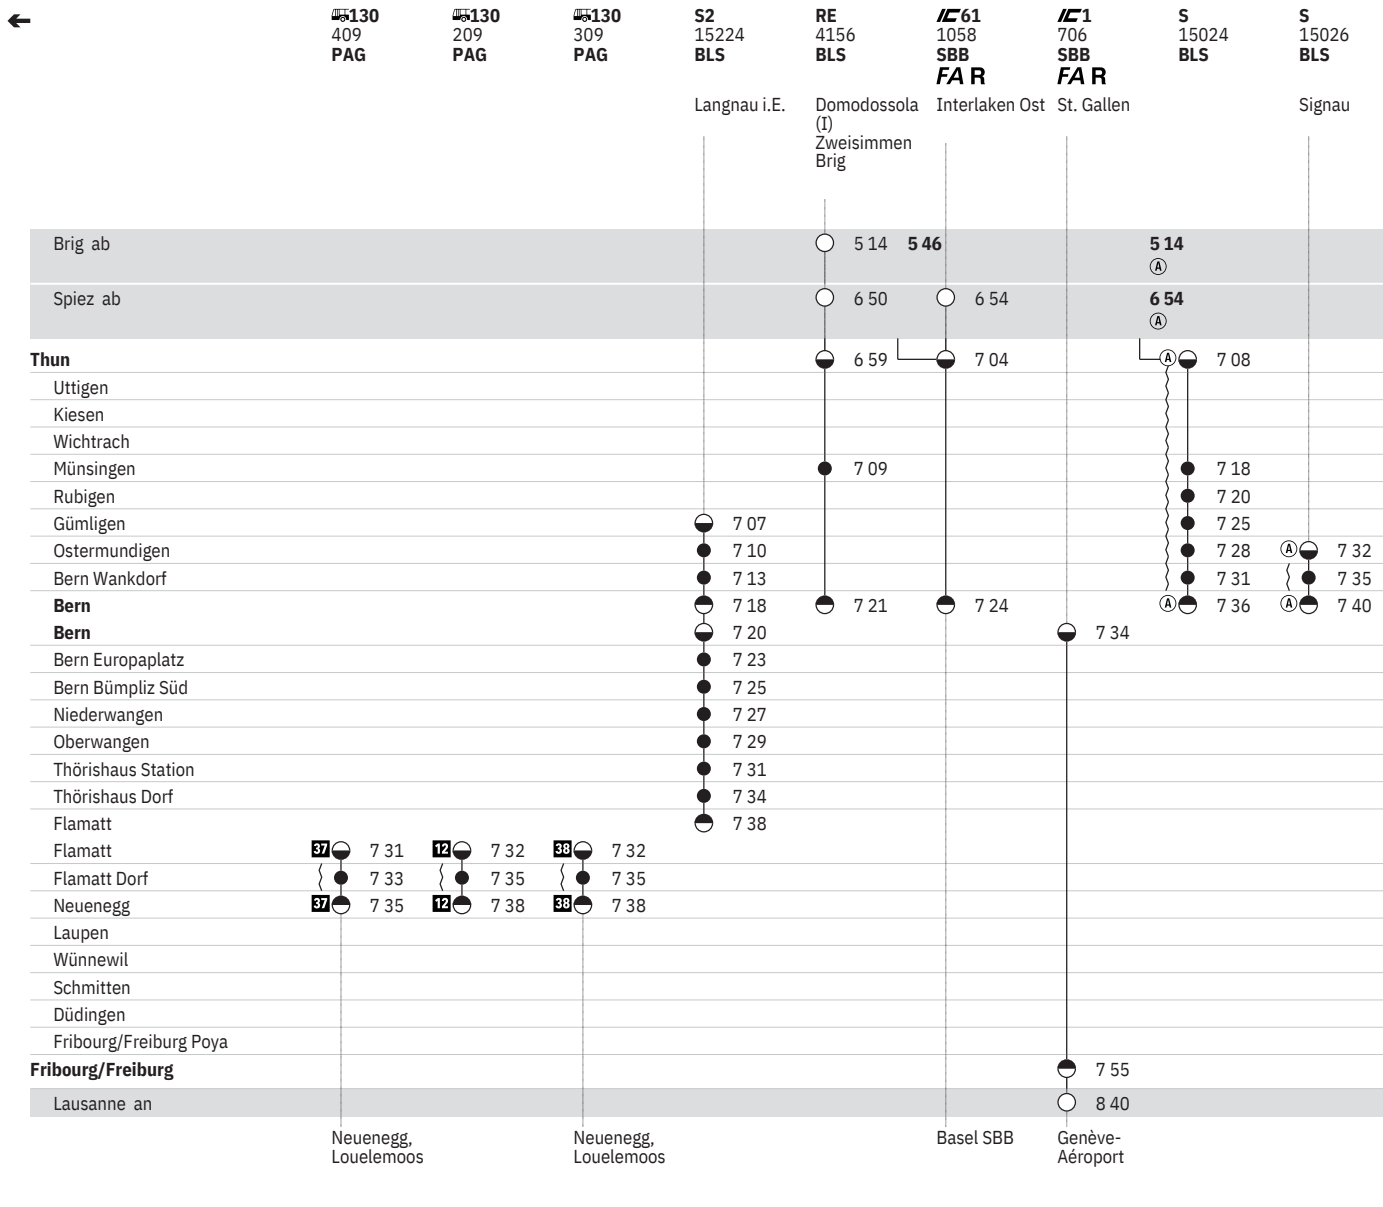 130 130 130 S2 RE IC61 IC1 S S
409 209 309 15224 4156 1058 706 15024 15026
PAG PAG PAG BLS BLS SBB SBB BLS BLS
FA R FA R
Langnau i.E. Domodossola Interlaken Ost St. Gallen Signau
(I)
Zweisimmen
Brig
Brig ab 5 14 5 46 5 14
A
Spiez ab 6 50 6 54 6 54
A
Thun 6 59 7 04 A 7 08
Uttigen
Kiesen
Wichtrach
Münsingen 7 09 7 18
Rubigen 7 20
Gümligen 7 07 7 25
Ostermundigen 7 10 7 28 A 7 32
Bern Wankdorf 7 13 7 31 7 35
Bern 7 18 7 21 7 24 A 7 36 A 7 40
Bern 7 20 7 34
Bern Europaplatz 7 23
Bern Bümpliz Süd 7 25
Niederwangen 7 27
Oberwangen 7 29
Thörishaus Station 7 31
Thörishaus Dorf 7 34
Flamatt 7 38
Flamatt 37 7 31 12 7 32 38 7 32
Flamatt Dorf 7 33 7 35 7 35
Neuenegg 37 7 35 12 7 38 38 7 38
Laupen
Wünnewil
Schmitten
Düdingen
Fribourg/Freiburg Poya
Fribourg/Freiburg 7 55
Lausanne an 8 40
Neuenegg, Neuenegg, Basel SBB Genève-
Louelemoos Louelemoos Aéroport